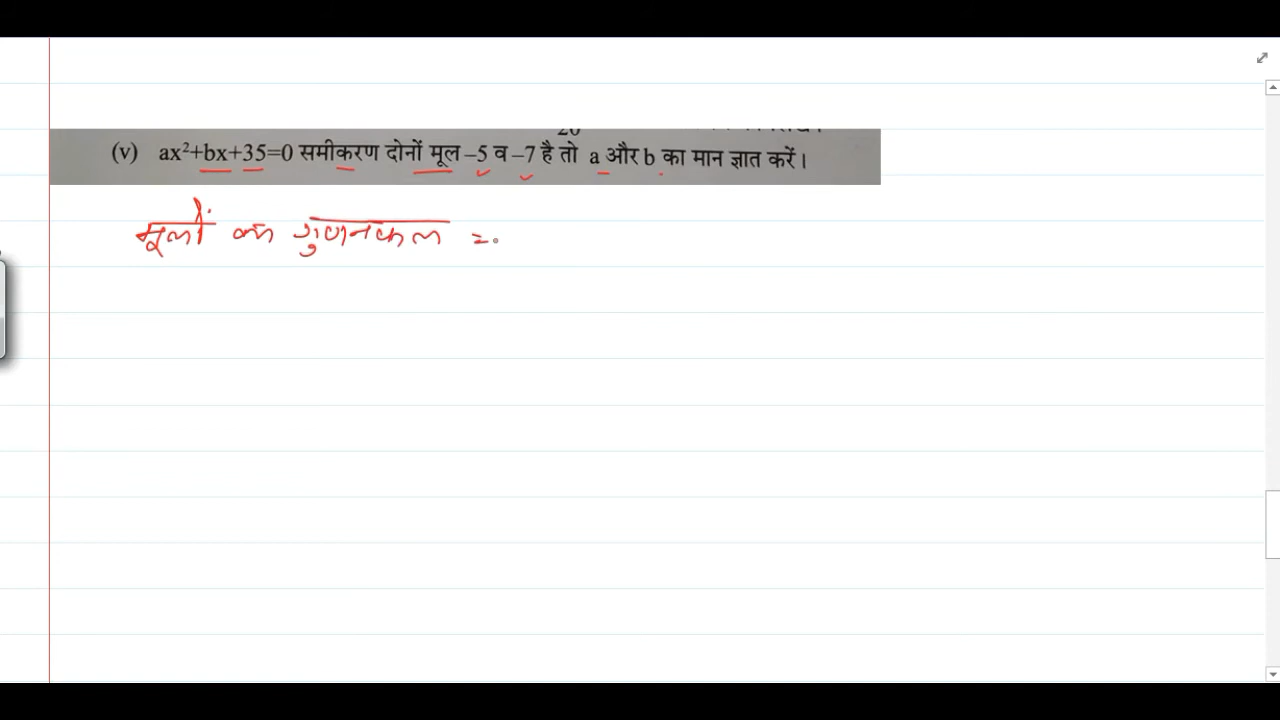 (v) ax²+bx+35=0 समीकरण दोनों मूल –5 व –7 है तो a और b का मान ज्ञात करें।
मूलों का गुणनफल =